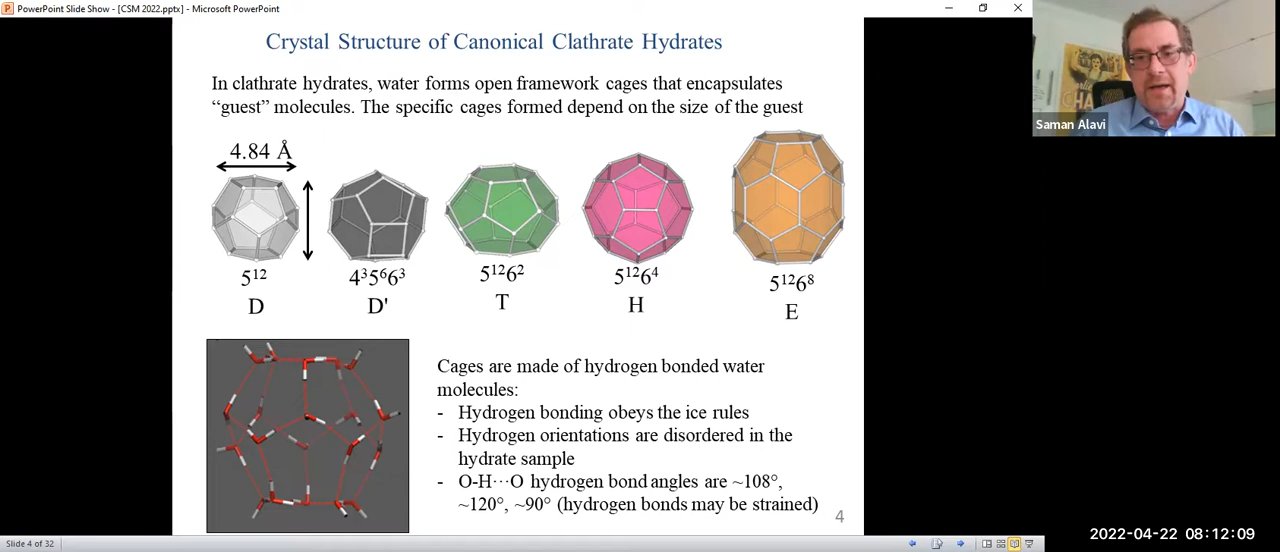 PowerPoint Slide Show - [CSM 2022.pptx] - Microsoft PowerPoint
Crystal Structure of Canonical Clathrate Hydrates
In clathrate hydrates, water forms open framework cages that encapsulates
“guest” molecules. The specific cages formed depend on the size of the guest
4.84 Å
5¹² 4³5⁶6³ 5¹²6² 5¹²6⁴ 5¹²6⁸
D D' T H E
Cages are made of hydrogen bonded water
molecules:
- Hydrogen bonding obeys the ice rules
- Hydrogen orientations are disordered in the
hydrate sample
- O-H···O hydrogen bond angles are ~108°,
~120°, ~90° (hydrogen bonds may be strained)
4
Slide 4 of 32
Saman Alavi
2022-04-22 08:12:09